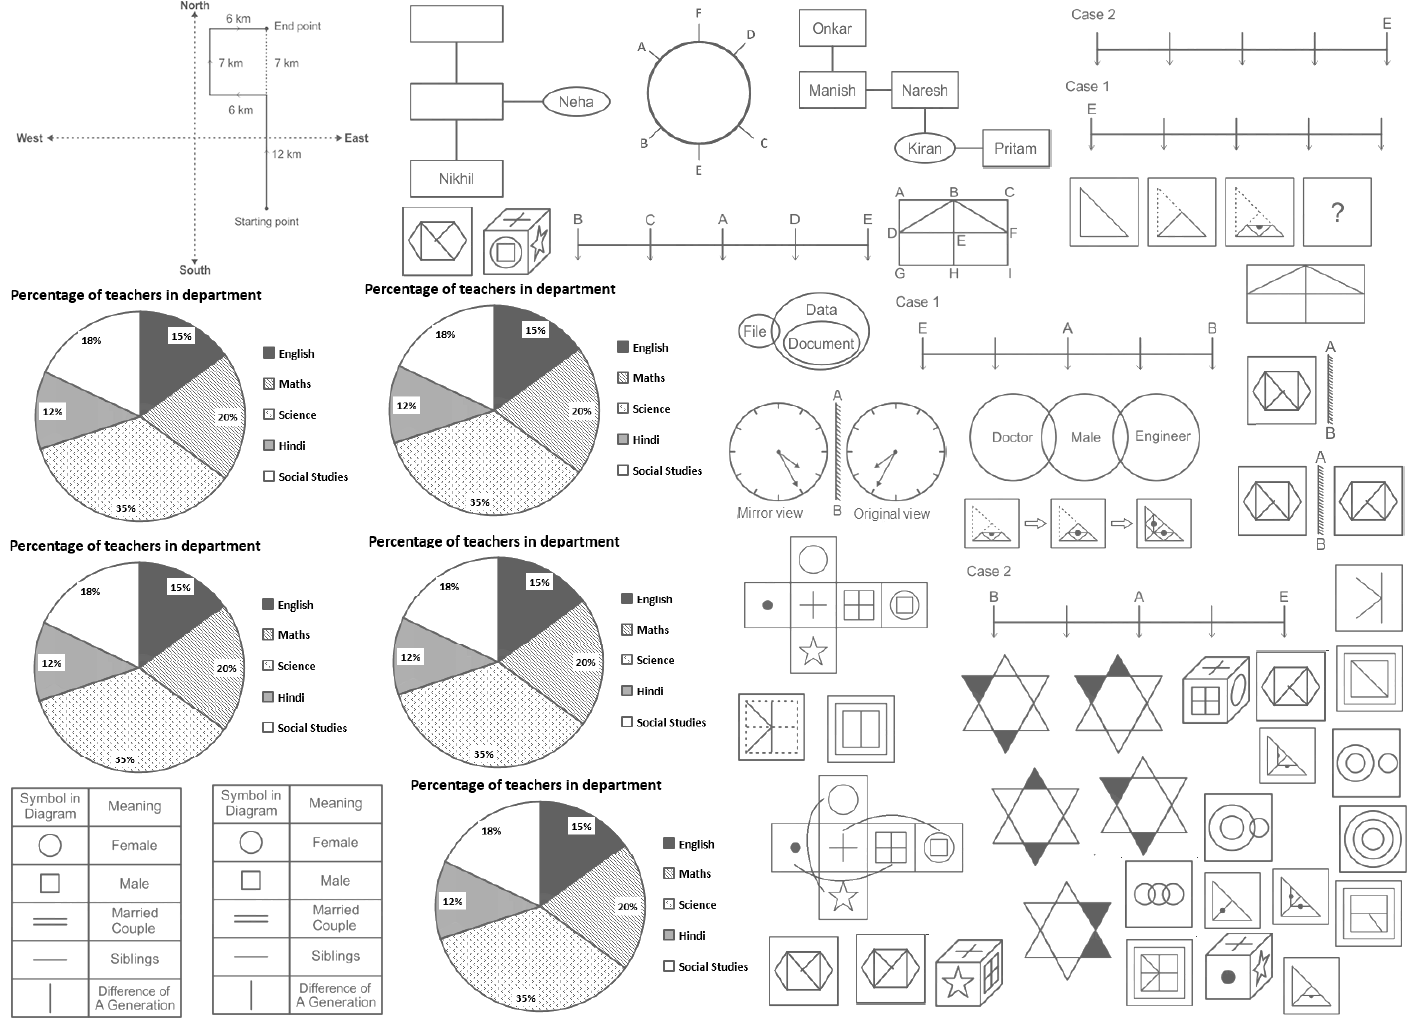 North
6 km
End point
7 km
7 km
6 km
West
East
12 km
Starting point
South
Neha
Nikhil
F
A
D
B
C
E
Onkar
Manish
Naresh
Kiran
Pritam
Case 2
E
Case 1
E
B C A D E
A B C
D E F
G H I
?
Percentage of teachers in department
18%
15%
12%
20%
35%
English
Maths
Science
Hindi
Social Studies
Percentage of teachers in department
18%
15%
12%
20%
35%
English
Maths
Science
Hindi
Social Studies
File
Data
Document
Case 1
E A B
A
B
A
B
Mirror view
Original view
Doctor
Male
Engineer
A
B
Case 2
B A E
Percentage of teachers in department
18%
15%
12%
20%
35%
English
Maths
Science
Hindi
Social Studies
Percentage of teachers in department
18%
15%
12%
20%
35%
English
Maths
Science
Hindi
Social Studies
Symbol in
Diagram
Meaning
Female
Male
Married
Couple
Siblings
Difference of
A Generation
Symbol in
Diagram
Meaning
Female
Male
Married
Couple
Siblings
Difference of
A Generation
Percentage of teachers in department
18%
15%
12%
20%
35%
English
Maths
Science
Hindi
Social Studies